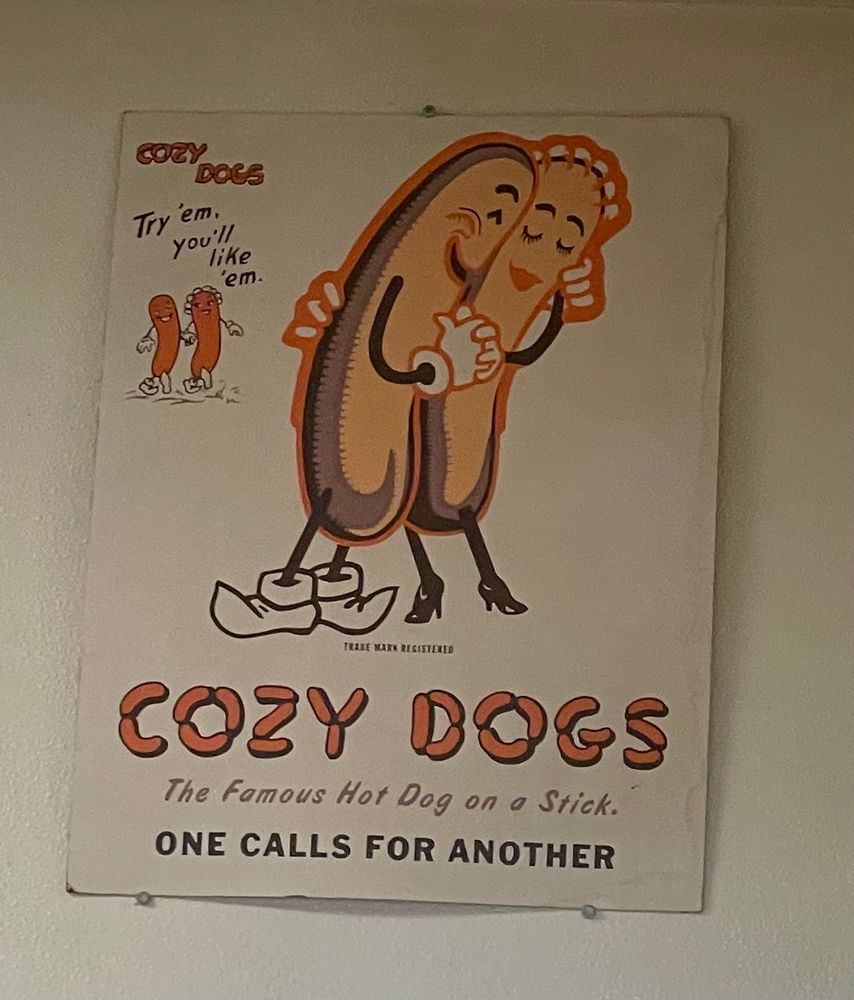 COZY
DOGS
Try 'em,
you'll
like
'em.
TRADE MARK REGISTERED
COZY DOGS
The Famous Hot Dog on a Stick.
ONE CALLS FOR ANOTHER